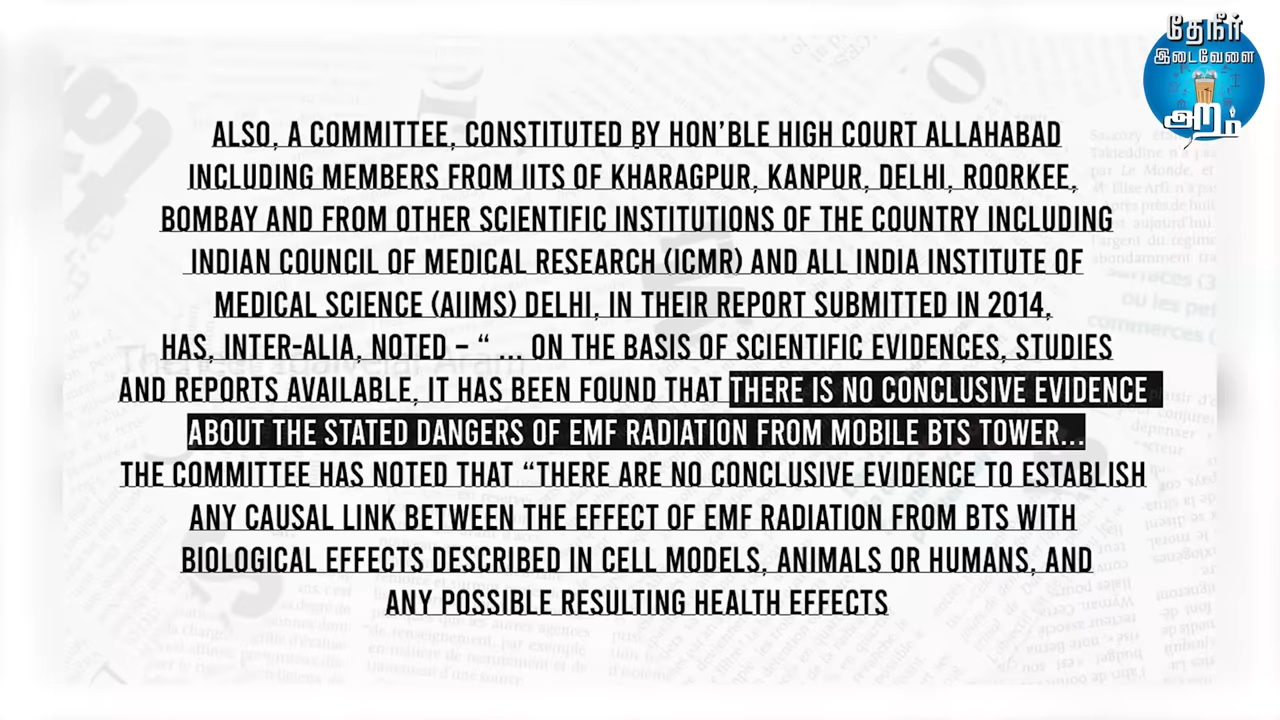 தேநீர்
இடைவேளை
அறம்
ALSO, A COMMITTEE, CONSTITUTED BY HON'BLE HIGH COURT ALLAHABAD
INCLUDING MEMBERS FROM IITS OF KHARAGPUR, KANPUR, DELHI, ROORKEE,
BOMBAY AND FROM OTHER SCIENTIFIC INSTITUTIONS OF THE COUNTRY INCLUDING
INDIAN COUNCIL OF MEDICAL RESEARCH (ICMR) AND ALL INDIA INSTITUTE OF
MEDICAL SCIENCE (AIIMS) DELHI, IN THEIR REPORT SUBMITTED IN 2014,
HAS, INTER-ALIA, NOTED – “ ON THE BASIS OF SCIENTIFIC EVIDENCES, STUDIES
AND REPORTS AVAILABLE, IT HAS BEEN FOUND THAT THERE IS NO CONCLUSIVE EVIDENCE
ABOUT THE STATED DANGERS OF EMF RADIATION FROM MOBILE BTS TOWER...
THE COMMITTEE HAS NOTED THAT “THERE ARE NO CONCLUSIVE EVIDENCE TO ESTABLISH
ANY CAUSAL LINK BETWEEN THE EFFECT OF EMF RADIATION FROM BTS WITH
BIOLOGICAL EFFECTS DESCRIBED IN CELL MODELS, ANIMALS OR HUMANS, AND
ANY POSSIBLE RESULTING HEALTH EFFECTS